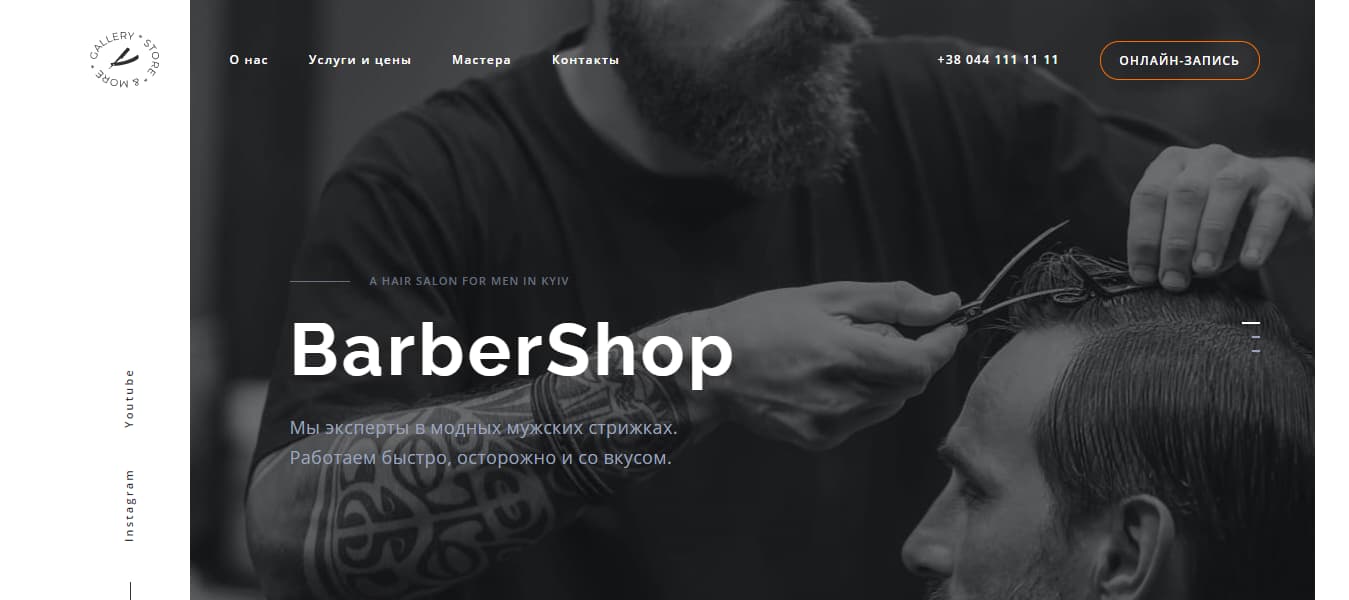 GALLERY • STORE • & MORE •
О нас
Услуги и цены
Мастера
Контакты
+38 044 111 11 11
ОНЛАЙН-ЗАПИСЬ
A HAIR SALON FOR MEN IN KYIV
BarberShop
Мы эксперты в модных мужских стрижках.
Работаем быстро, осторожно и со вкусом.
Youtube
Instagram